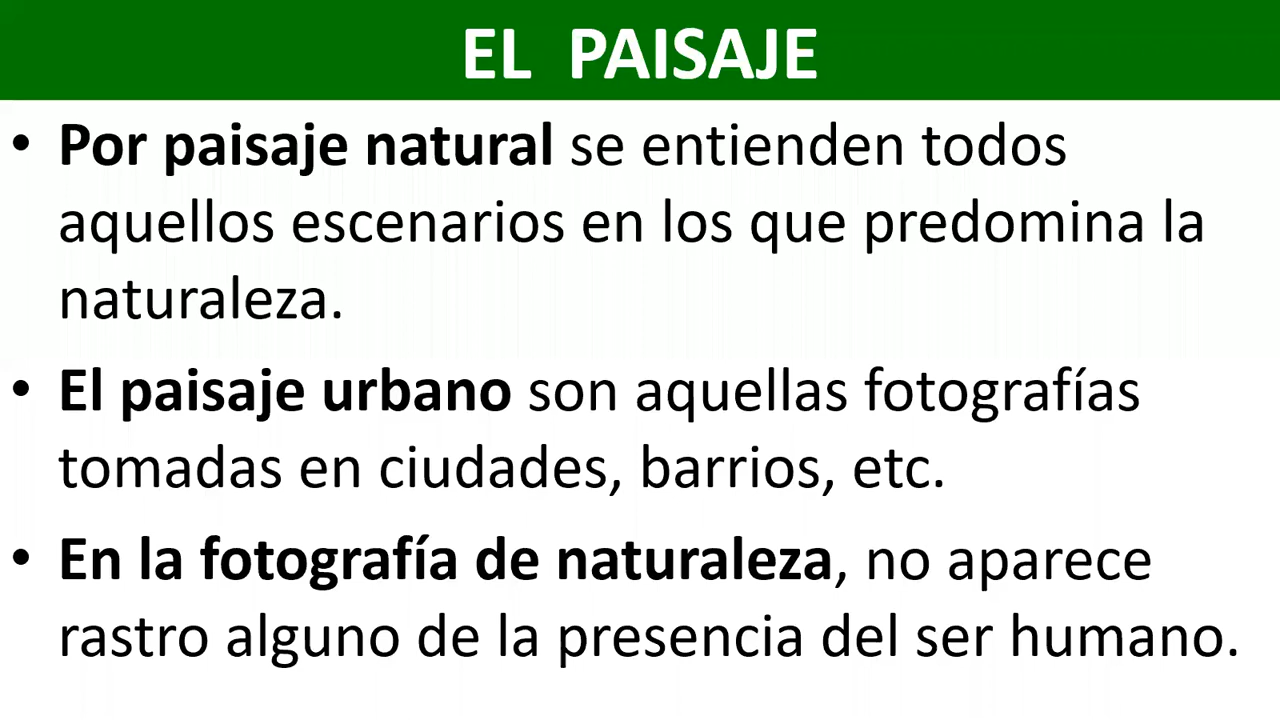 EL PAISAJE
• Por paisaje natural se entienden todos
aquellos escenarios en los que predomina la
naturaleza.
• El paisaje urbano son aquellas fotografías
tomadas en ciudades, barrios, etc.
• En la fotografía de naturaleza, no aparece
rastro alguno de la presencia del ser humano.